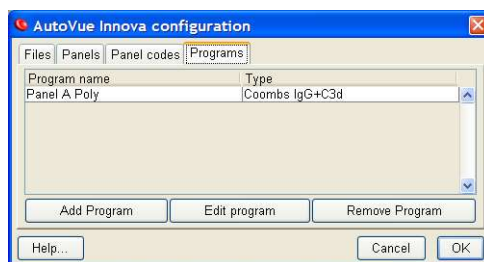 AutoVue Innova configuration
Files Panels Panel codes Programs
Program name Type
Panel A Poly Coombs IgG+C3d
Add Program Edit program Remove Program
Help... Cancel OK